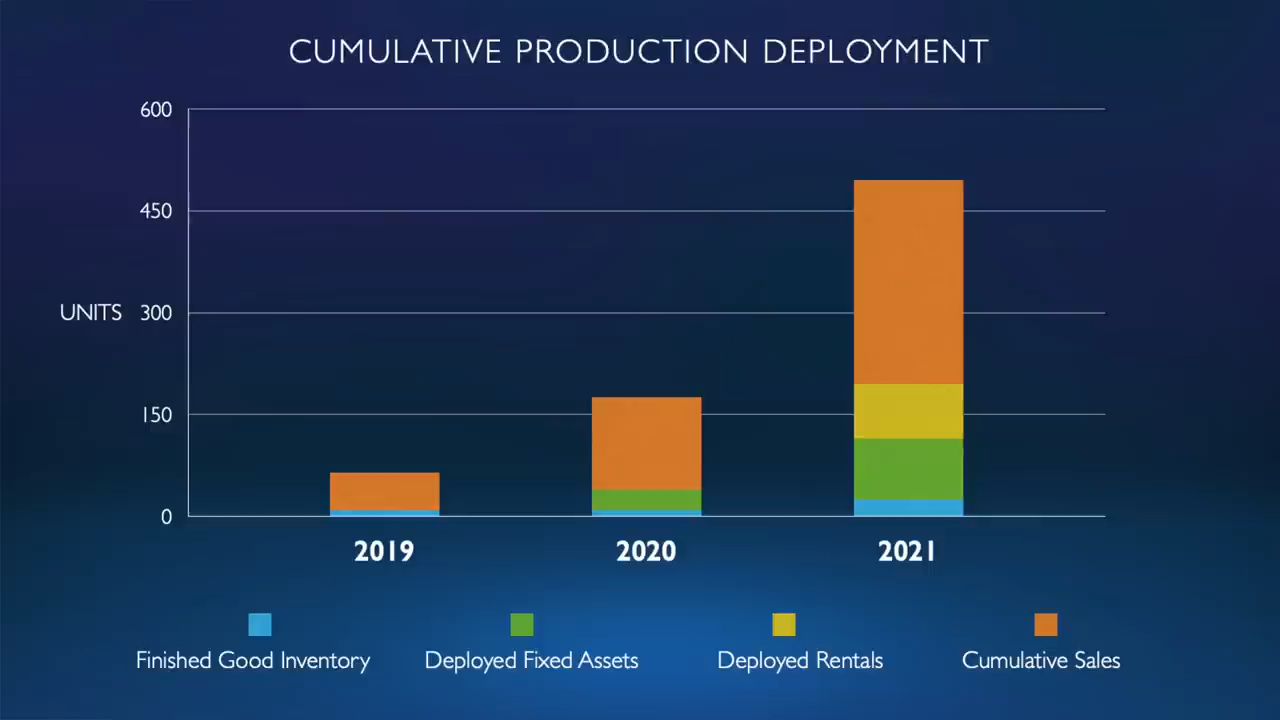 CUMULATIVE PRODUCTION DEPLOYMENT
600
450
UNITS 300
150
0
2019 2020 2021
Finished Good Inventory Deployed Fixed Assets Deployed Rentals Cumulative Sales